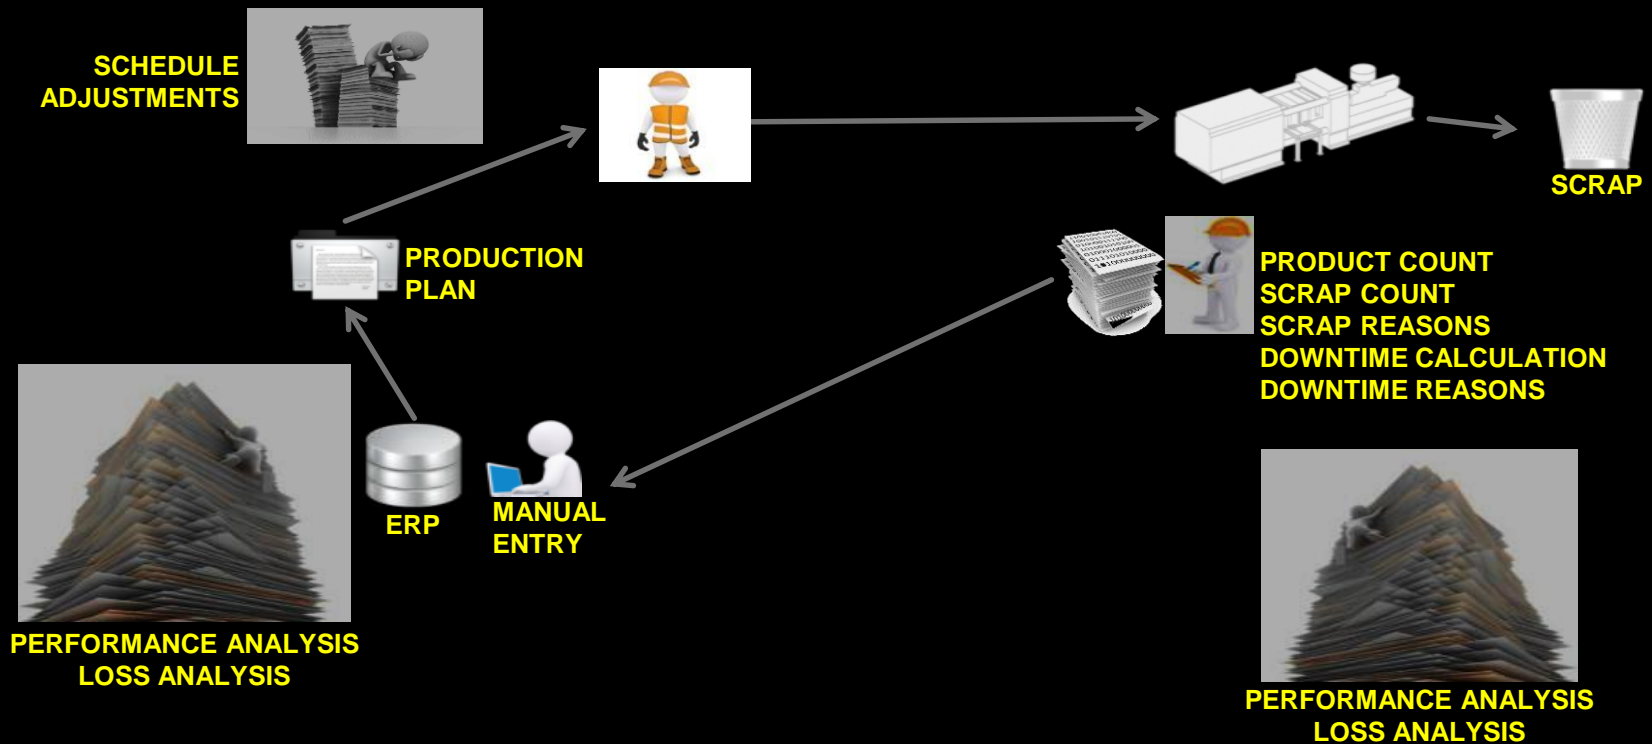 SCHEDULE
ADJUSTMENTS
SCRAP
PRODUCTION
PLAN
PRODUCT COUNT
SCRAP COUNT
SCRAP REASONS
DOWNTIME CALCULATION
DOWNTIME REASONS
ERP
MANUAL
ENTRY
PERFORMANCE ANALYSIS
LOSS ANALYSIS
PERFORMANCE ANALYSIS
LOSS ANALYSIS